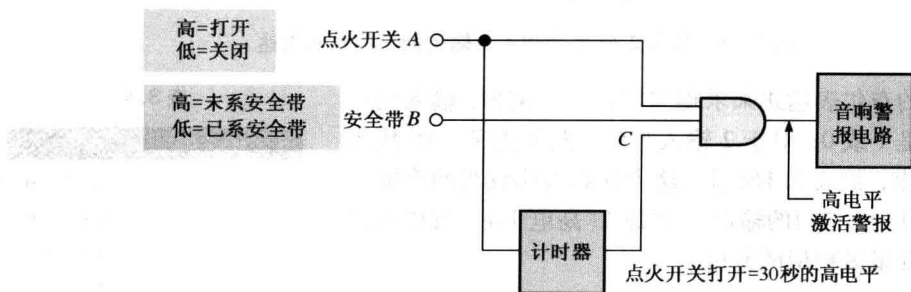 高=打开
低=关闭
点火开关 A
高=未系安全带
低=已系安全带
安全带 B
C
音响警
报电路
高电平
激活警报
计时器
点火开关打开=30秒的高电平